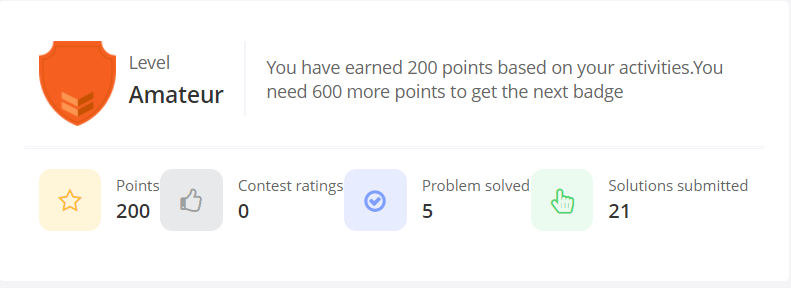 Level
Amateur
You have earned 200 points based on your activities.You
need 600 more points to get the next badge
Points
200
Contest ratings
0
Problem solved
5
Solutions submitted
21